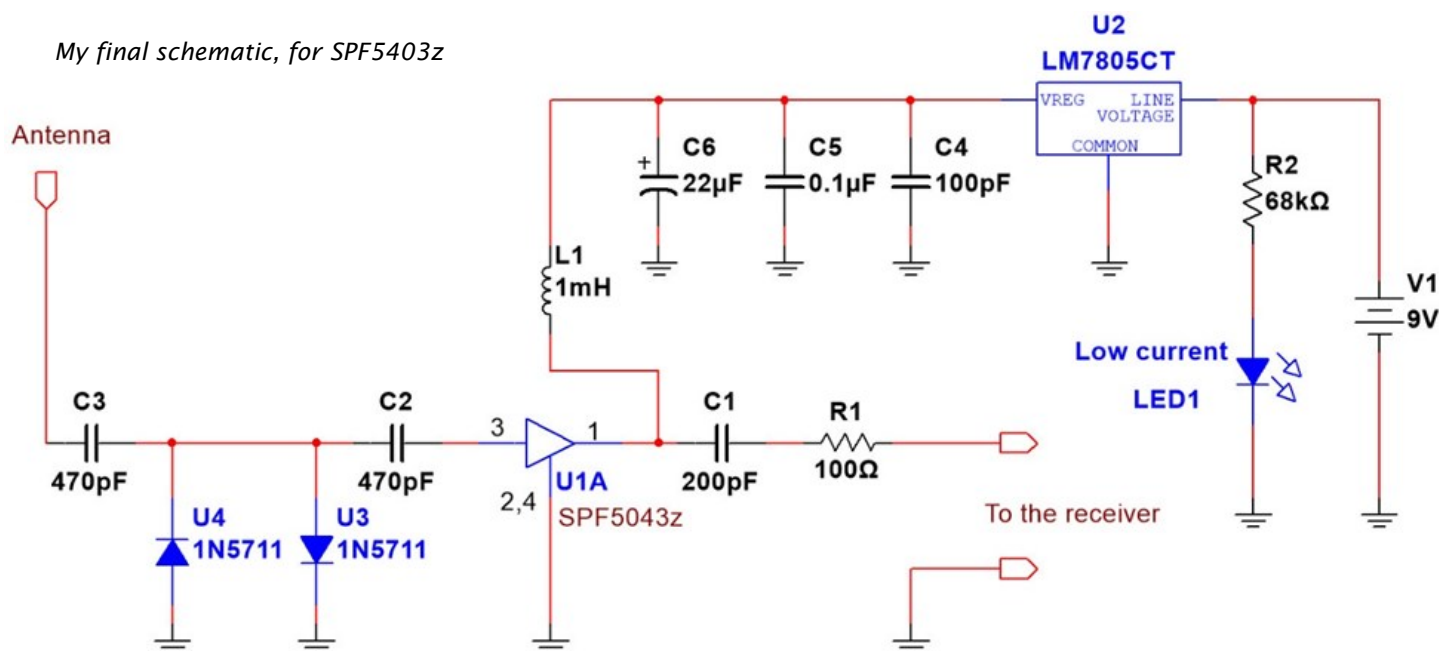 My final schematic, for SPF5403z
U2
LM7805CT
VREG LINE
VOLTAGE
COMMON
Antenna
C6
22µF
+
C5
0.1µF
C4
100pF
R2
68kΩ
L1
1mH
V1
9V
Low current
LED1
C3
470pF
C2
470pF
3
1
2,4
U1A
SPF5043z
C1
200pF
R1
100Ω
U4
1N5711
U3
1N5711
To the receiver